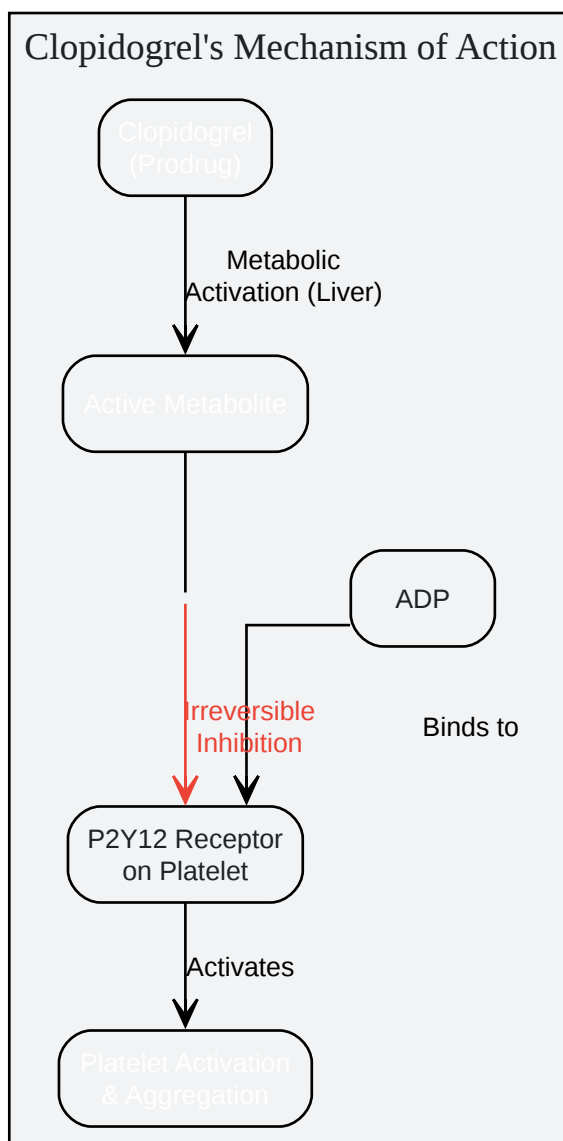 Clopidogrel's Mechanism of Action
Clopidogrel
(Prodrug)
Metabolic
Activation (Liver)
Active Metabolite
ADP
Irreversible
Inhibition
Binds to
P2Y12 Receptor
on Platelet
Activates
Platelet Activation
& Aggregation